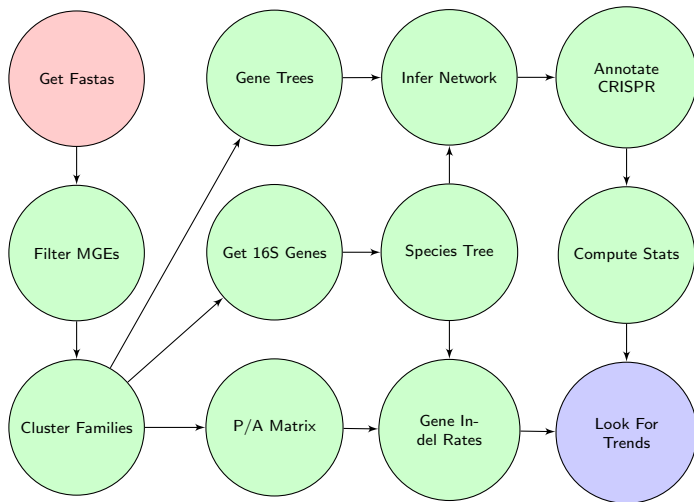 Get Fastas
Gene Trees
Infer Network
Annotate
CRISPR
Filter MGEs
Get 16S Genes
Species Tree
Compute Stats
Cluster Families
P/A Matrix
Gene In-
del Rates
Look For
Trends